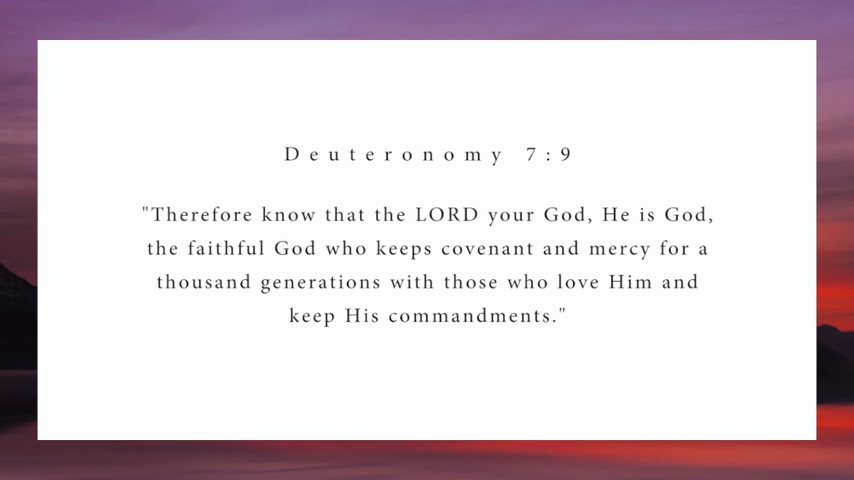 Deuteronomy 7:9
"Therefore know that the LORD your God, He is God,
the faithful God who keeps covenant and mercy for a
thousand generations with those who love Him and
keep His commandments."